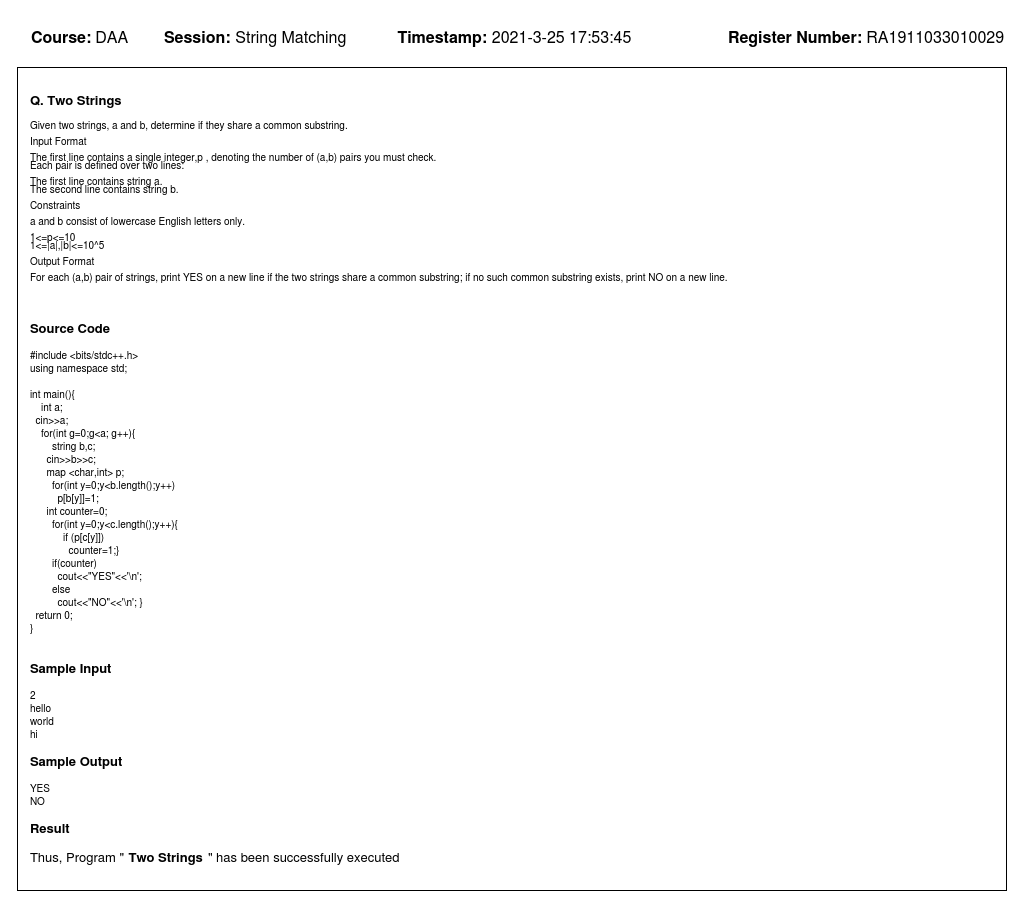 Course: DAA Session: String Matching Timestamp: 2021-3-25 17:53:45 Register Number: RA1911033010029
Q. Two Strings
Given two strings, a and b, determine if they share a common substring.
Input Format
The first line contains a single integer,p , denoting the number of (a,b) pairs you must check.
Each pair is defined over two lines:
The first line contains string a.
The second line contains string b.
Constraints
a and b consist of lowercase English letters only.
1<=p<=10
1<=|a|,|b|<=10^5
Output Format
For each (a,b) pair of strings, print YES on a new line if the two strings share a common substring; if no such common substring exists, print NO on a new line.
Source Code
#include <bits/stdc++.h>
using namespace std;
int main(){
    int a;
  cin>>a;
    for(int g=0;g<a; g++){
        string b,c;
      cin>>b>>c;
      map <char,int> p;
        for(int y=0;y<b.length();y++)
          p[b[y]]=1;
      int counter=0;
        for(int y=0;y<c.length();y++){
            if (p[c[y]])
              counter=1;}
        if(counter)
          cout<<"YES"<<'\n';
        else
          cout<<"NO"<<'\n'; }
  return 0;
}
Sample Input
2
hello
world
hi
Sample Output
YES
NO
Result
Thus, Program " Two Strings " has been successfully executed